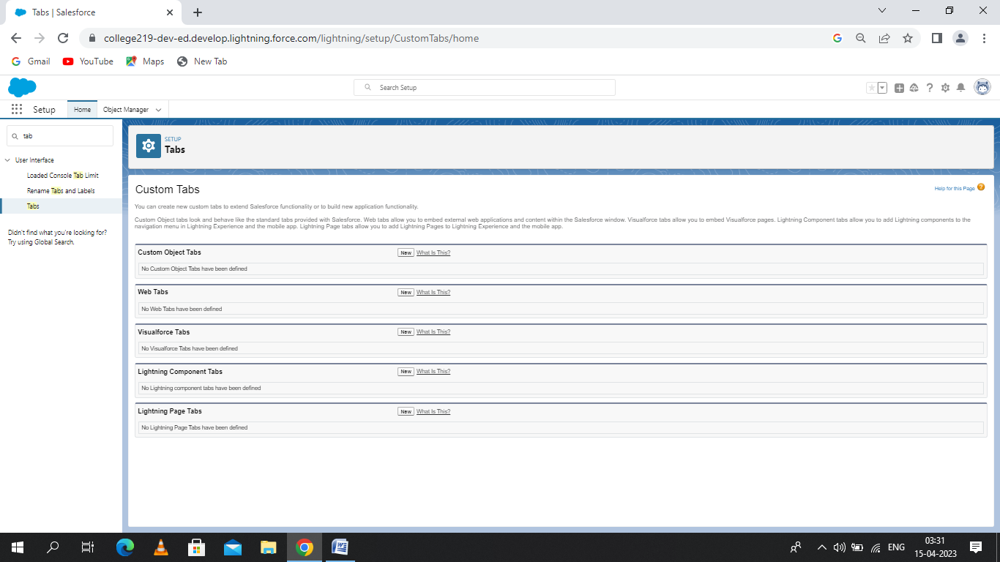 Tabs | Salesforce
college219-dev-ed.develop.lightning.force.com/lightning/setup/CustomTabs/home
Gmail YouTube Maps New Tab
Search Setup
Setup Home Object Manager
tab
User Interface
Loaded Console Tab Limit
Rename Tabs and Labels
Tabs
Didn't find what you're looking for?
Try using Global Search.
SETUP
Tabs
Custom Tabs
Help for this Page
You can create new custom tabs to extend Salesforce functionality or to build new application functionality.
Custom Object tabs look and behave like the standard tabs provided with Salesforce. Web tabs allow you to embed external web applications and content within the Salesforce window. Visualforce tabs allow you to embed Visualforce pages. Lightning Component tabs allow you to add Lightning components to the
navigation menu in Lightning Experience and the mobile app. Lightning Page tabs allow you to add Lightning Pages to Lightning Experience and the mobile app.
Custom Object Tabs New What Is This?
No Custom Object Tabs have been defined
Web Tabs New What Is This?
No Web Tabs have been defined
Visualforce Tabs New What Is This?
No Visualforce Tabs have been defined
Lightning Component Tabs New What Is This?
No Lightning component tabs have been defined
Lightning Page Tabs New What Is This?
No Lightning Page Tabs have been defined
ENG
03:31
15-04-2023